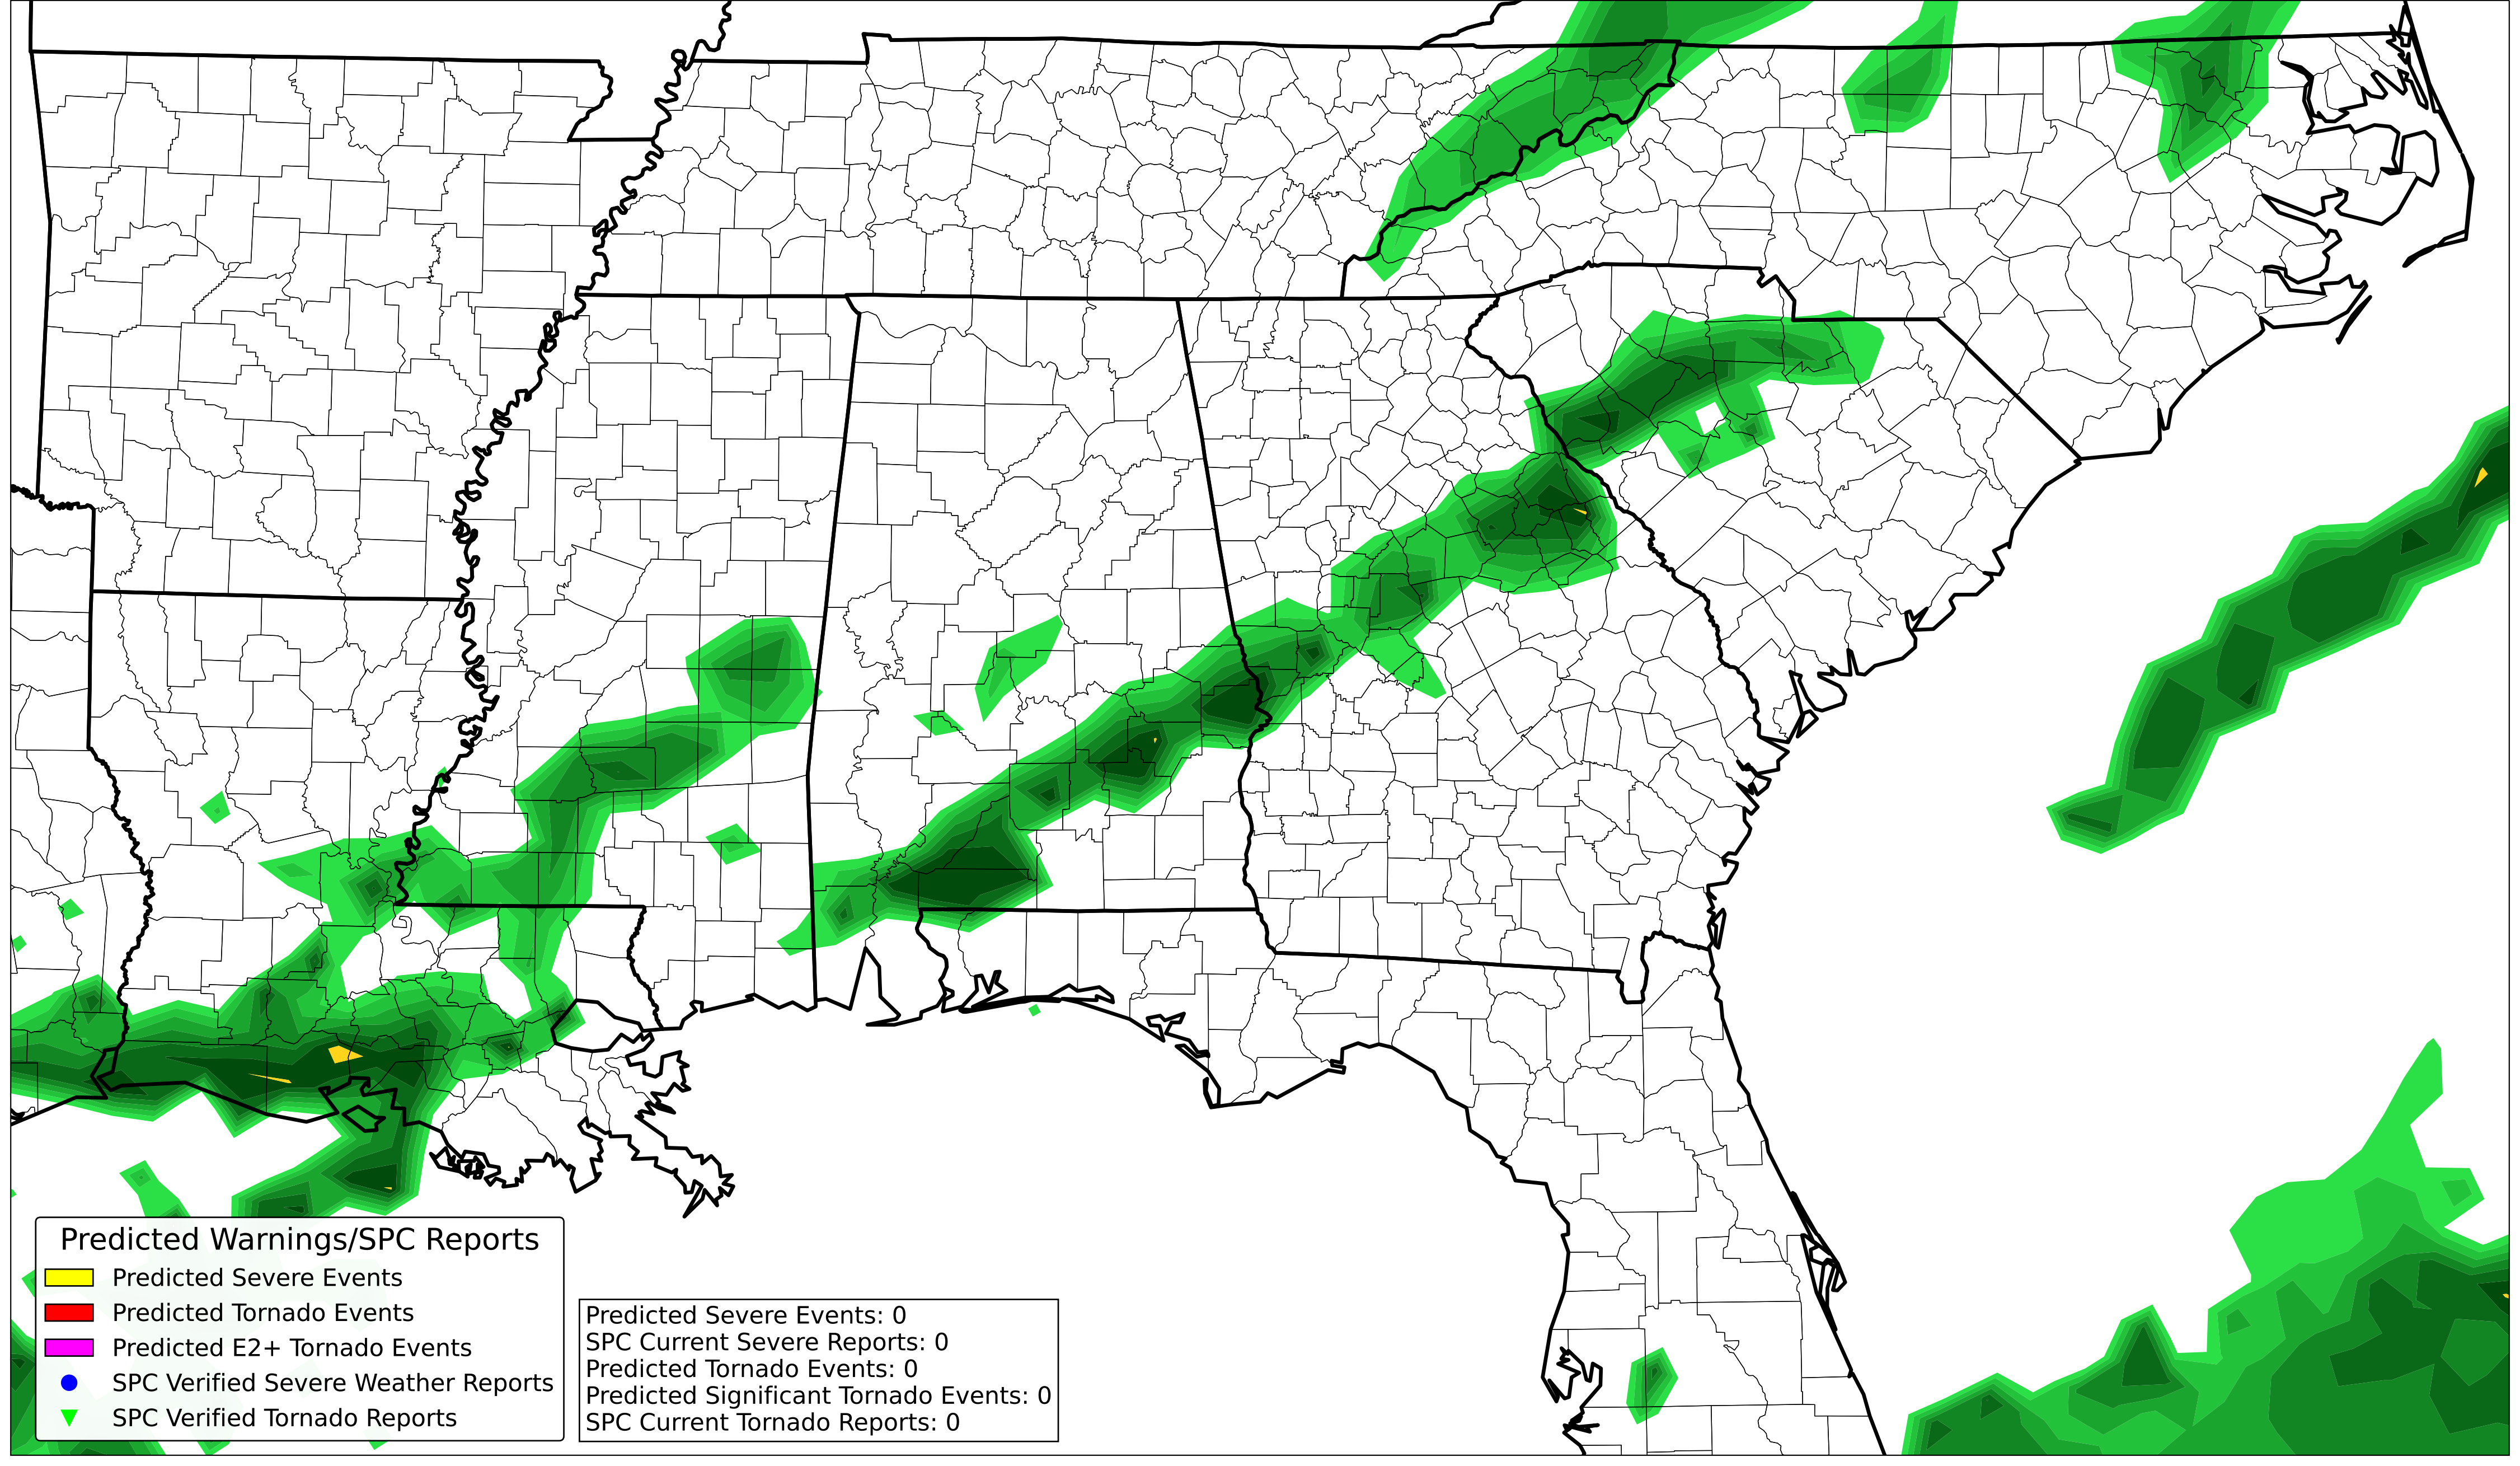 Predicted Warnings/SPC Reports
Predicted Severe Events
Predicted Tornado Events
Predicted E2+ Tornado Events
SPC Verified Severe Weather Reports
SPC Verified Tornado Reports
Predicted Severe Events: 0
SPC Current Severe Reports: 0
Predicted Tornado Events: 0
Predicted Significant Tornado Events: 0
SPC Current Tornado Reports: 0